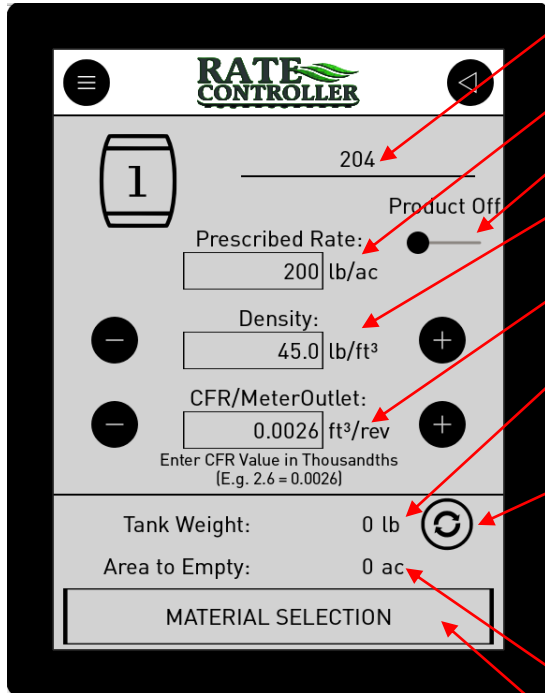 RATE
CONTROLLER
1
204
Product Off
Prescribed Rate:
200 lb/ac
Density:
− 45.0 lb/ft³ +
CFR/MeterOutlet:
− 0.0026 ft³/rev +
Enter CFR Value in Thousandths
(E.g. 2.6 = 0.0026)
Tank Weight: 0 lb
Area to Empty: 0 ac
MATERIAL SELECTION